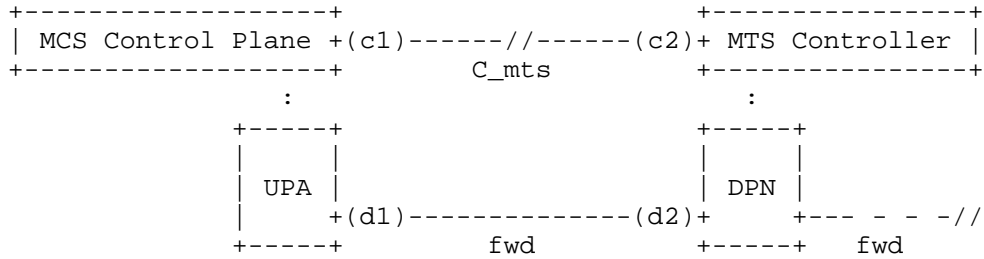 MCS Control Plane +(c1)------//------(c2)+ MTS Controller
C_mts
: :
UPA DPN
+(d1)--------------(d2)+ +--- - - -//
fwd fwd